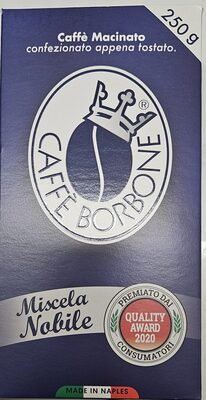 Caffè Macinato
confezionato appena tostato.
250 g
®
CAFFÈ BORBONE
Miscela
Nobile
PREMIATO DAI
QUALITY
AWARD
2020
CONSUMATORI
MADE IN NAPLES